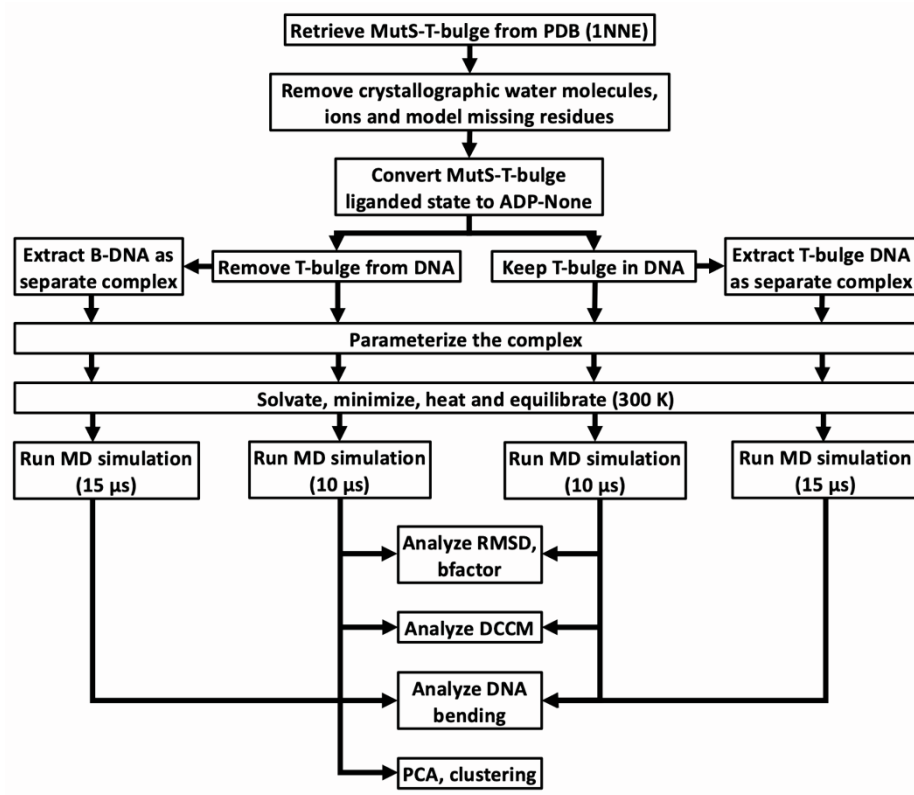 Retrieve MutS-T-bulge from PDB (1NNE)
Remove crystallographic water molecules,
ions and model missing residues
Convert MutS-T-bulge
liganded state to ADP-None
Extract B-DNA as
separate complex
Remove T-bulge from DNA
Keep T-bulge in DNA
Extract T-bulge DNA
as separate complex
Parameterize the complex
Solvate, minimize, heat and equilibrate (300 K)
Run MD simulation
(15 µs)
Run MD simulation
(10 µs)
Run MD simulation
(10 µs)
Run MD simulation
(15 µs)
Analyze RMSD,
bfactor
Analyze DCCM
Analyze DNA
bending
PCA, clustering